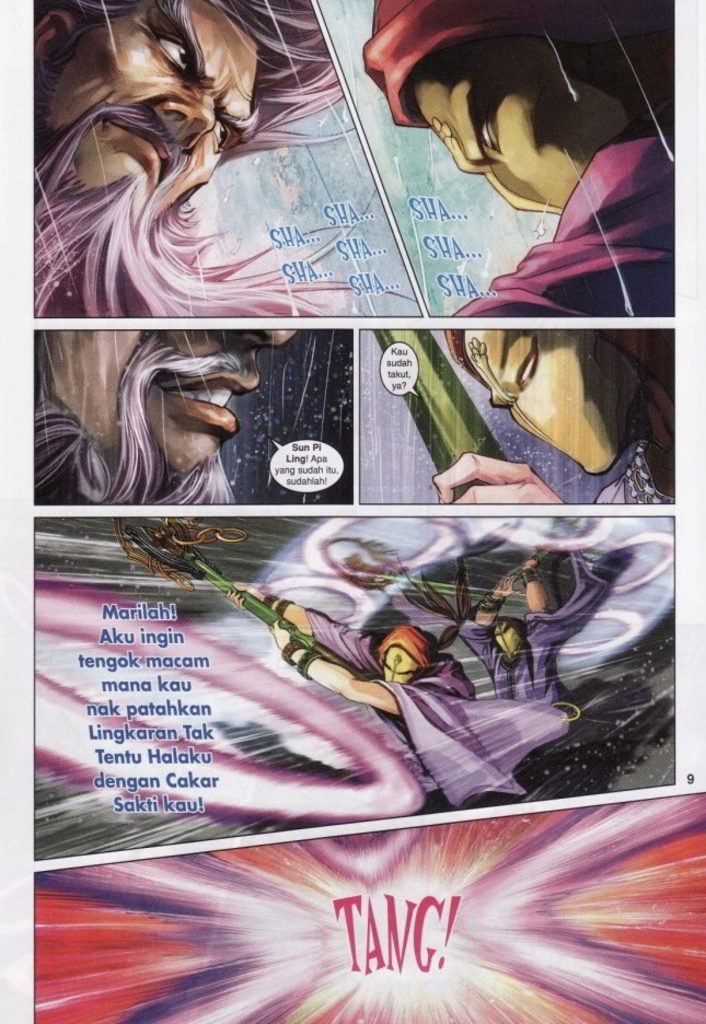 SHA...
SHA...
SHA...
SHA...
SHA...
SHA...
SHA...
SHA...
Sun Pi
Ling! Apa
yang sudah itu,
sudahlah!
Kau
sudah
takut,
ya?
Marilah!
Aku ingin
tengok macam
mana kau
nak patahkan
Lingkaran Tak
Tentu Halaku
dengan Cakar
Sakti kau!
9
TANG!